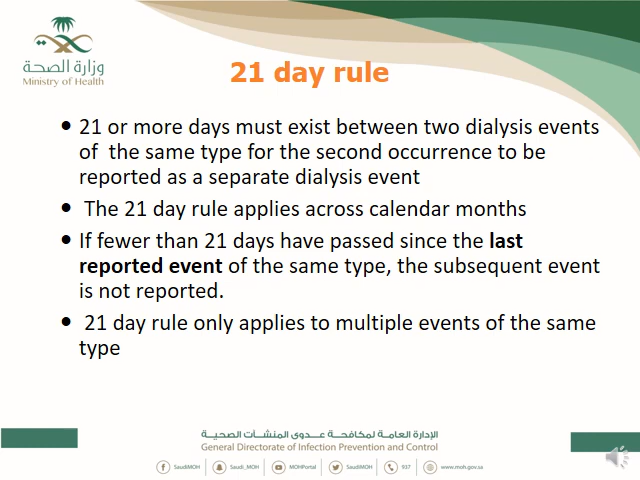 وزارة الصحة
Ministry of Health
21 day rule
• 21 or more days must exist between two dialysis events
of the same type for the second occurrence to be
reported as a separate dialysis event
• The 21 day rule applies across calendar months
• If fewer than 21 days have passed since the last
reported event of the same type, the subsequent event
is not reported.
• 21 day rule only applies to multiple events of the same
type
الإدارة العامة لمكافحة عدوى المنشآت الصحية
General Directorate of Infection Prevention and Control
SaudiMOH Saudi_MOH MOHPortal SaudiMOH 937 www.moh.gov.sa